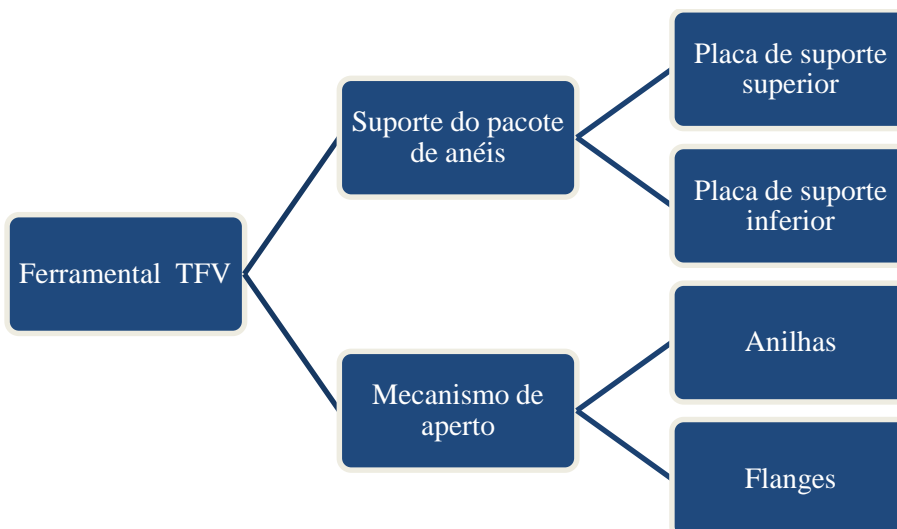 Ferramental TFV
Suporte do pacote
de anéis
Placa de suporte
superior
Placa de suporte
inferior
Mecanismo de
aperto
Anilhas
Flanges